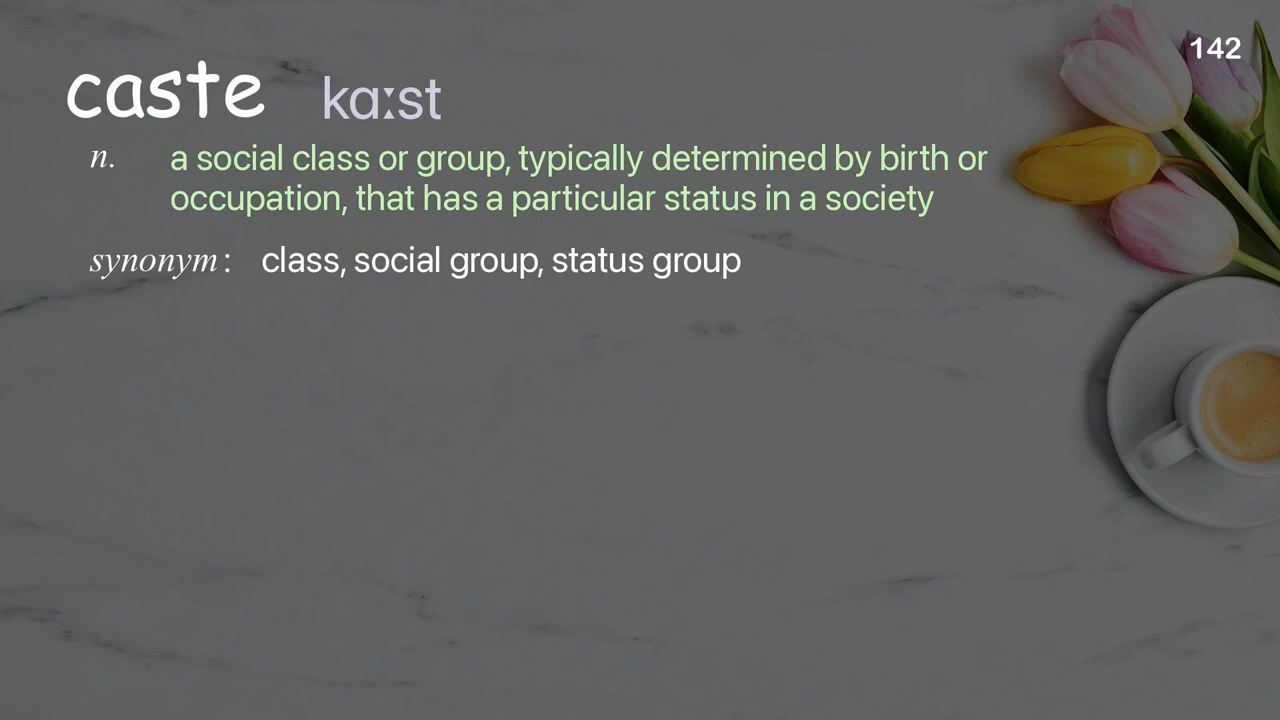 142
caste kɑːst
n. a social class or group, typically determined by birth or
occupation, that has a particular status in a society
synonym : class, social group, status group